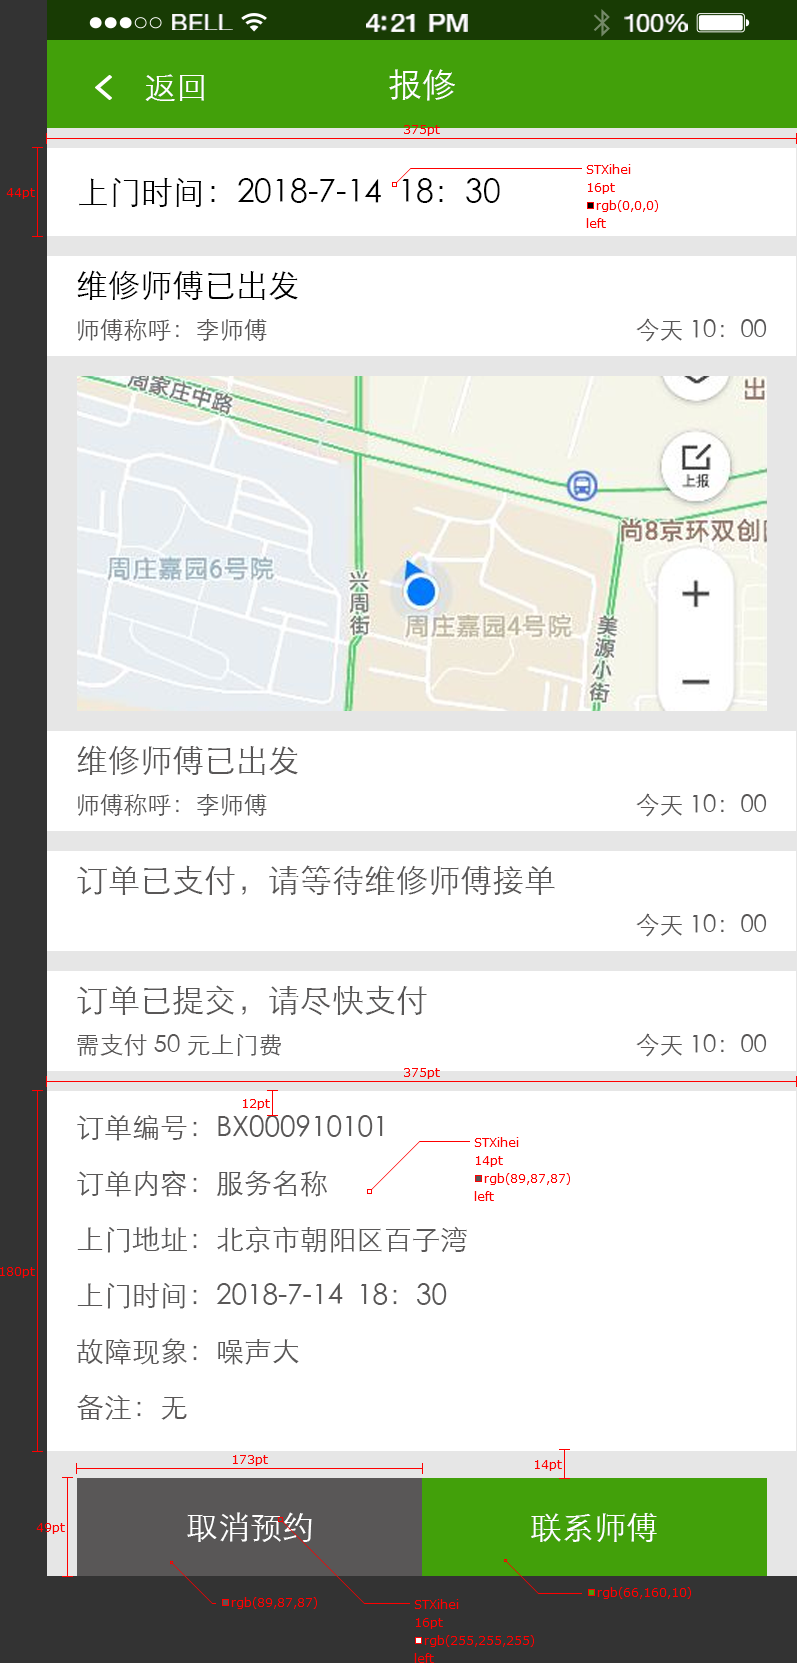 BELL 4:21 PM 100%
返回 报修
375pt
44pt
上门时间：2018-7-14 18：30
STXihei
16pt
rgb(0,0,0)
left
维修师傅已出发
师傅称呼：李师傅 今天 10：00
周家庄中路
出
上报
尚8京环双创
周庄嘉园6号院
兴周街
周庄嘉园4号院
美源小街
维修师傅已出发
师傅称呼：李师傅 今天 10：00
订单已支付，请等待维修师傅接单
今天 10：00
订单已提交，请尽快支付
需支付 50 元上门费 今天 10：00
375pt
12pt
订单编号：BX000910101
STXihei
14pt
rgb(89,87,87)
left
订单内容：服务名称
上门地址：北京市朝阳区百子湾
180pt
上门时间：2018-7-14 18：30
故障现象：噪声大
备注：无
173pt
14pt
49pt
取消预约 联系师傅
rgb(89,87,87)
rgb(66,160,10)
STXihei
16pt
rgb(255,255,255)
left